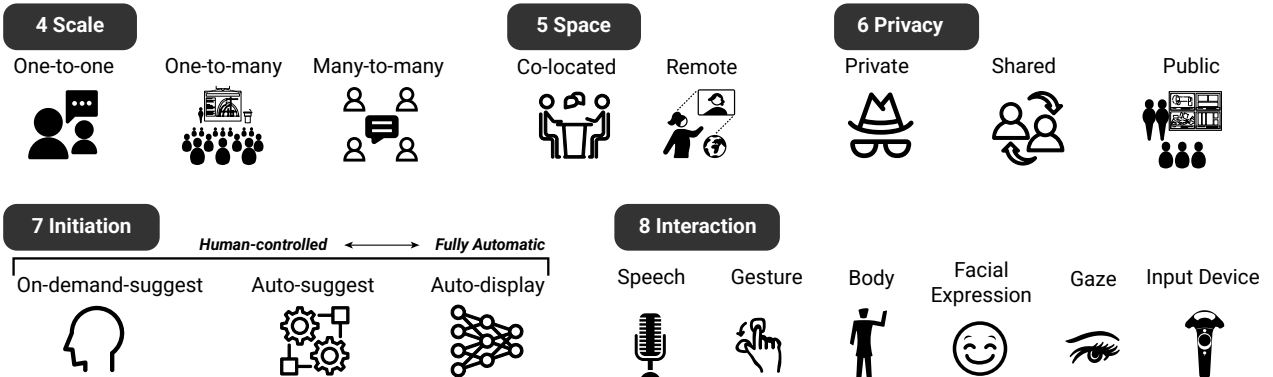 4 Scale
One-to-one
One-to-many
Many-to-many
5 Space
Co-located
Remote
6 Privacy
Private
Shared
Public
7 Initiation
Human-controlled
Fully Automatic
On-demand-suggest
Auto-suggest
Auto-display
8 Interaction
Speech
Gesture
Body
Facial
Expression
Gaze
Input Device